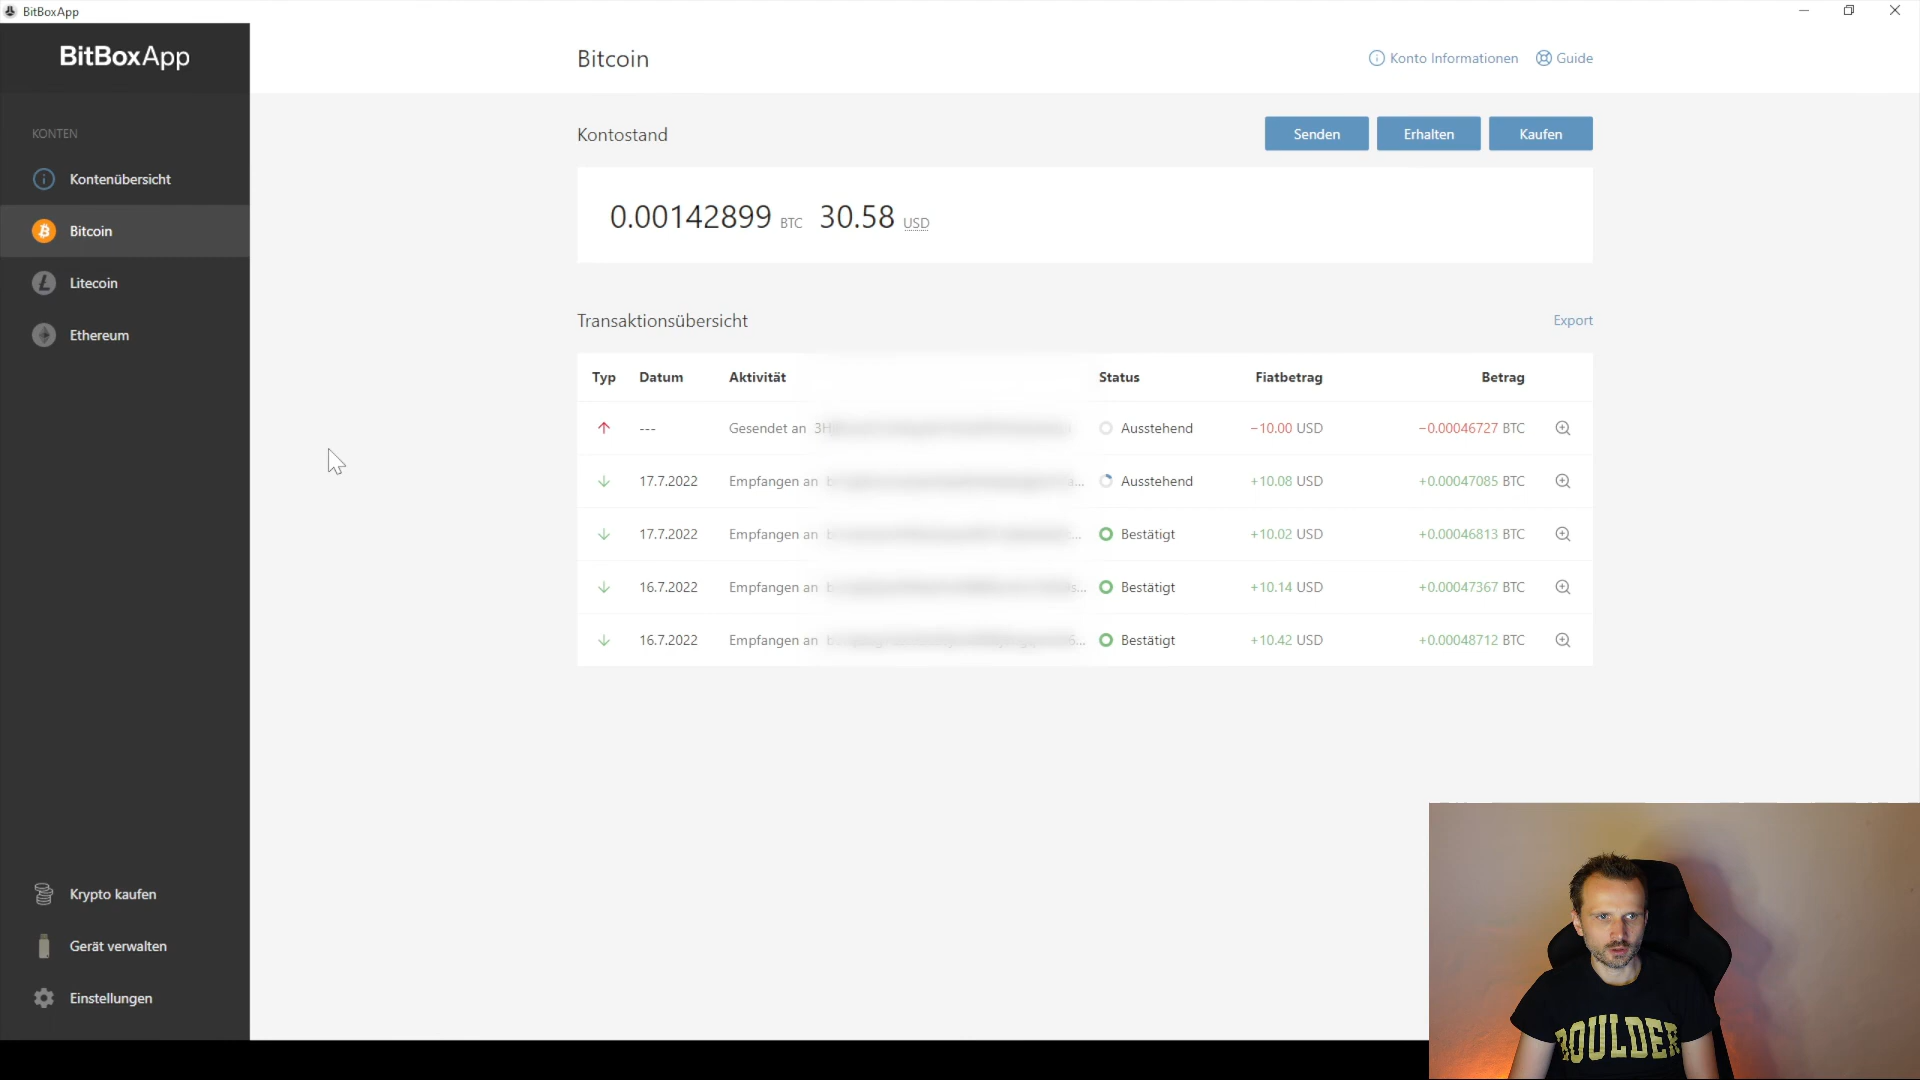 BitBoxApp
BitBoxApp
Bitcoin
Konto Informationen
Guide
KONTEN
Kontenübersicht
Bitcoin
Litecoin
Ethereum
Krypto kaufen
Gerät verwalten
Einstellungen
Kontostand
Senden
Erhalten
Kaufen
0.00142899 BTC 30.58 USD
Transaktionsübersicht
Export
Typ Datum Aktivität Status Fiatbetrag Betrag
--- Gesendet an Ausstehend −10.00 USD −0.00046727 BTC
17.7.2022 Empfangen an Ausstehend +10.08 USD +0.00047085 BTC
17.7.2022 Empfangen an Bestätigt +10.02 USD +0.00046813 BTC
16.7.2022 Empfangen an Bestätigt +10.14 USD +0.00047367 BTC
16.7.2022 Empfangen an Bestätigt +10.42 USD +0.00048712 BTC
BOULDER